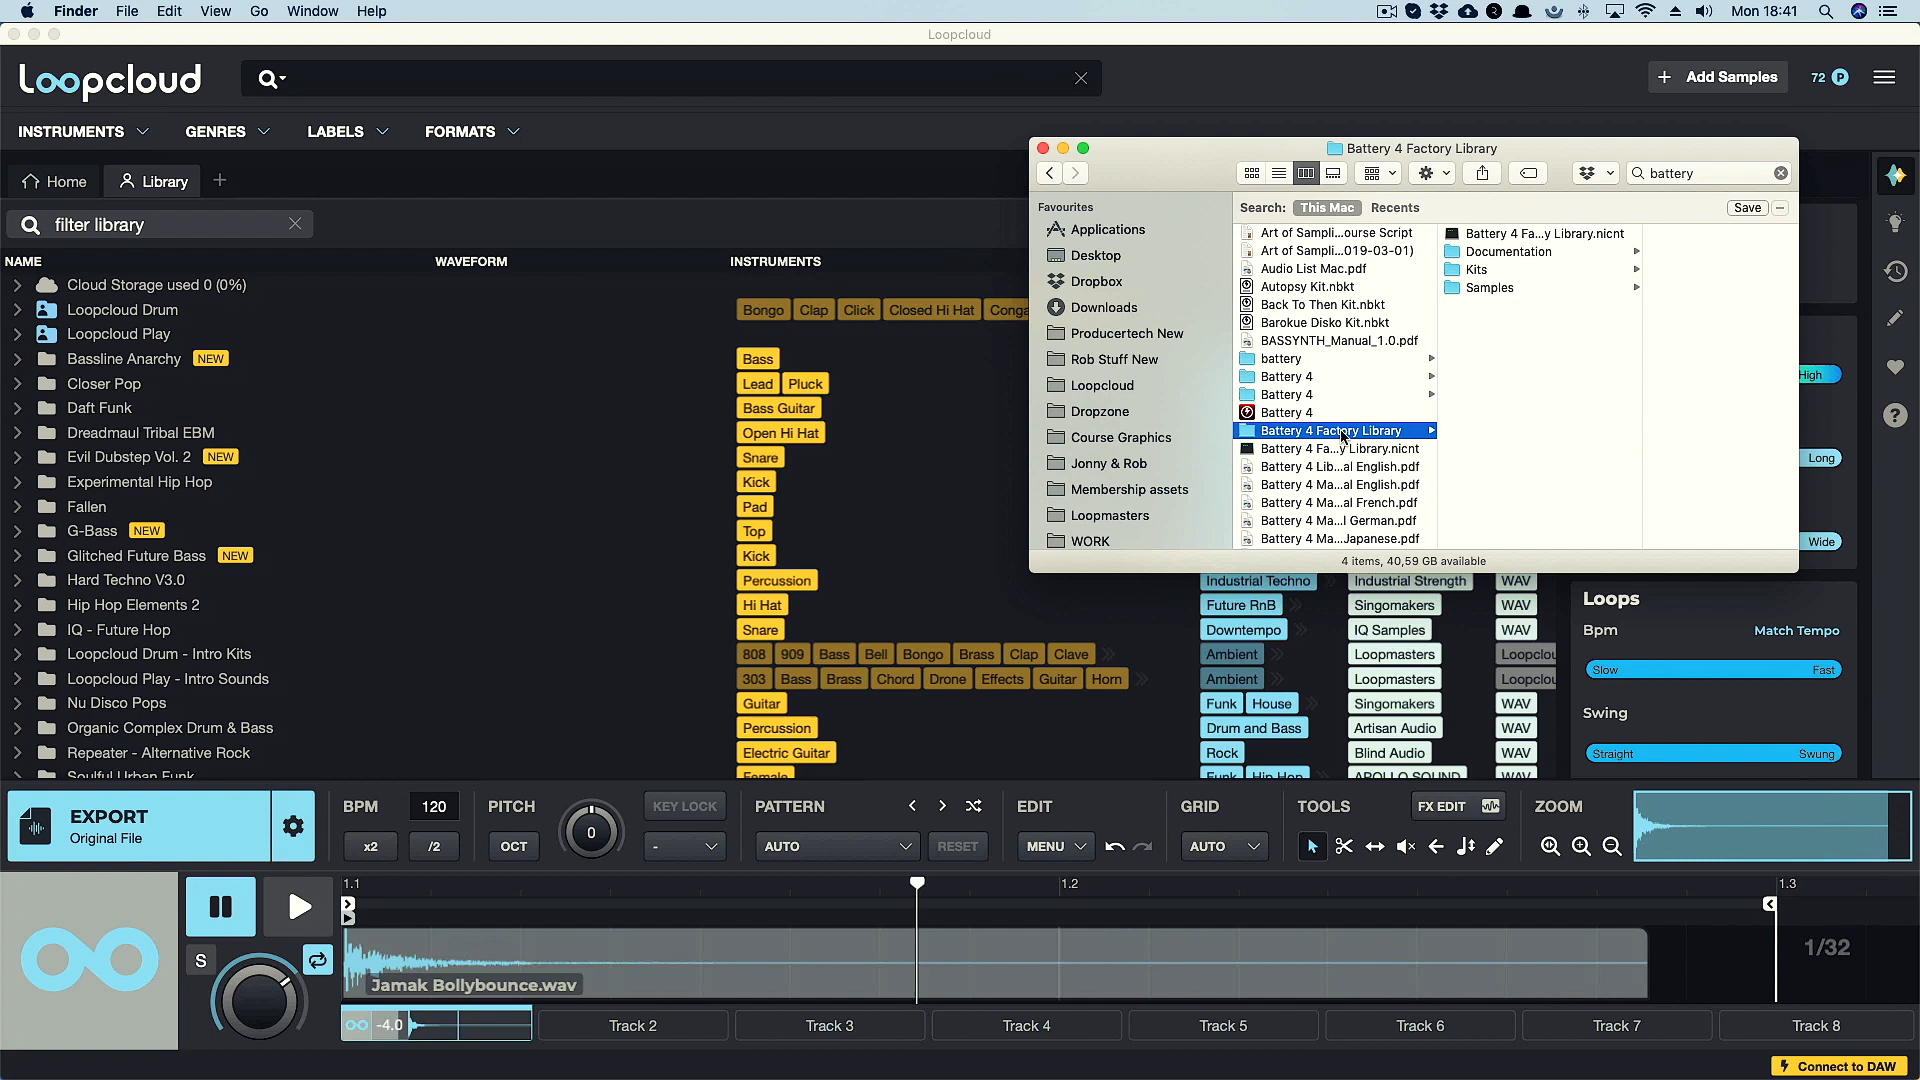 Finder File Edit View Go Window Help Mon 18:41
Loopcloud
Loopcloud + Add Samples 72 P
INSTRUMENTS GENRES LABELS FORMATS
Home Library +
filter library
NAME WAVEFORM INSTRUMENTS
Cloud Storage used 0 (0%)
Loopcloud Drum Bongo Clap Click Closed Hi Hat Conga
Loopcloud Play
Bassline Anarchy NEW Bass
Closer Pop Lead Pluck
Daft Funk Bass Guitar
Dreadmaul Tribal EBM Open Hi Hat
Evil Dubstep Vol. 2 NEW Snare
Experimental Hip Hop Kick
Fallen Pad
G-Bass NEW Top
Glitched Future Bass NEW Kick
Hard Techno V3.0 Percussion Industrial Techno Industrial Strength WAV
Hip Hop Elements 2 Hi Hat Future RnB Singomakers WAV
IQ - Future Hop Snare Downtempo IQ Samples WAV
Loopcloud Drum - Intro Kits 808 909 Bass Bell Bongo Brass Clap Clave Ambient Loopmasters Loopclou
Loopcloud Play - Intro Sounds 303 Bass Brass Chord Drone Effects Guitar Horn Ambient Loopmasters Loopclou
Nu Disco Pops Guitar Funk House Singomakers WAV
Organic Complex Drum & Bass Percussion Drum and Bass Artisan Audio WAV
Repeater - Alternative Rock Electric Guitar Rock Blind Audio WAV
Soulful Urban Funk Female Funk Hip Hop APOLLO SOUND WAV
Battery 4 Factory Library
battery
Favourites
Applications
Desktop
Dropbox
Downloads
Producertech New
Rob Stuff New
Loopcloud
Dropzone
Course Graphics
Jonny & Rob
Membership assets
Loopmasters
WORK
Search: This Mac Recents Save
Art of Sampli...ourse Script
Art of Sampli...019-03-01)
Audio List Mac.pdf
Autopsy Kit.nbkt
Back To Then Kit.nbkt
Barokue Disko Kit.nbkt
BASSYNTH_Manual_1.0.pdf
battery
Battery 4
Battery 4
Battery 4
Battery 4 Factory Library
Battery 4 Fa...y Library.nicnt
Battery 4 Lib...al English.pdf
Battery 4 Ma...al English.pdf
Battery 4 Ma...al French.pdf
Battery 4 Ma...l German.pdf
Battery 4 Ma...Japanese.pdf
Battery 4 Fa...y Library.nicnt
Documentation
Kits
Samples
4 items, 40,59 GB available
High
Long
Wide
Loops
Bpm Match Tempo
Slow Fast
Swing
Straight Swung
EXPORT
Original File
BPM 120 PITCH KEY LOCK PATTERN EDIT GRID TOOLS FX EDIT ZOOM
x2 /2 OCT 0 - AUTO RESET MENU AUTO
1.1 1.2 1.3
S
1/32
Jamak Bollybounce.wav
-4.0 Track 2 Track 3 Track 4 Track 5 Track 6 Track 7 Track 8
Connect to DAW